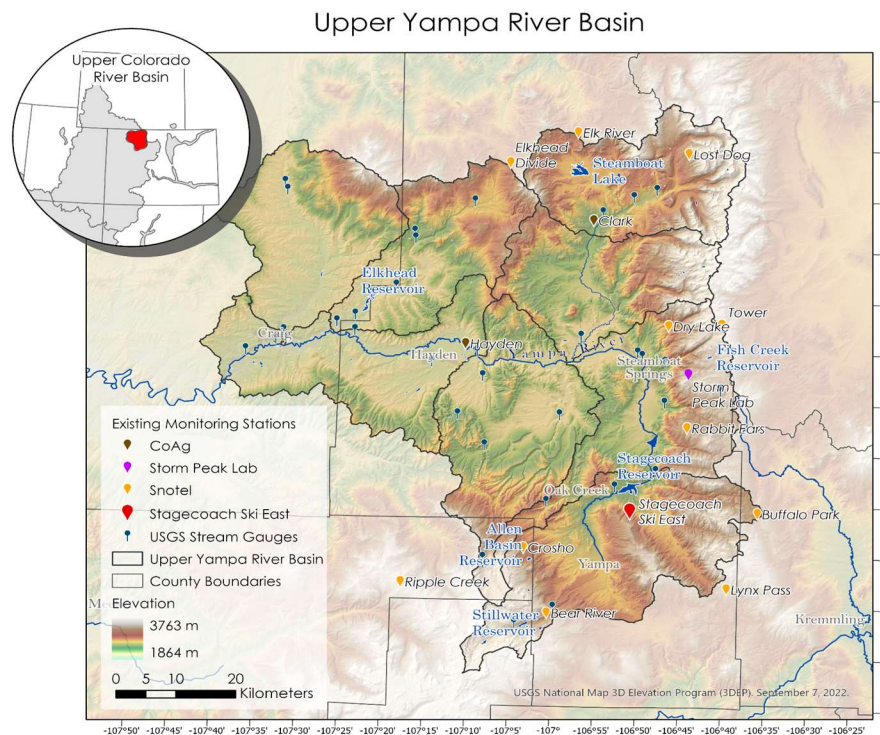 Upper Yampa River Basin
Upper Colorado
River Basin
Elk River
Elkhead
Divide
Lost Dog
Steamboat
Lake
Clark
Elkhead
Reservoir
Tower
Dry Lake
Craig
Hayden
Hayden
Yampa River
Fish Creek
Reservoir
Steamboat
Springs
Storm
Peak Lab
Rabbit Ears
Stagecoach
Reservoir
Oak Creek
Stagecoach
Ski East
Buffalo Park
Allen
Basin
Reservoir
Crosho
Yampa
Ripple Creek
Lynx Pass
Stillwater
Reservoir
Bear River
Kremmling
Existing Monitoring Stations
CoAg
Storm Peak Lab
Snotel
Stagecoach Ski East
USGS Stream Gauges
Upper Yampa River Basin
County Boundaries
Elevation
3763 m
1864 m
0 5 10 20
Kilometers
USGS National Map 3D Elevation Program (3DEP). September 7, 2022.
-107°50' -107°45' -107°40' -107°35' -107°30' -107°25' -107°20' -107°15' -107°10' -107°5' -107° -106°55' -106°50' -106°45' -106°40' -106°35' -106°30' -106°25'